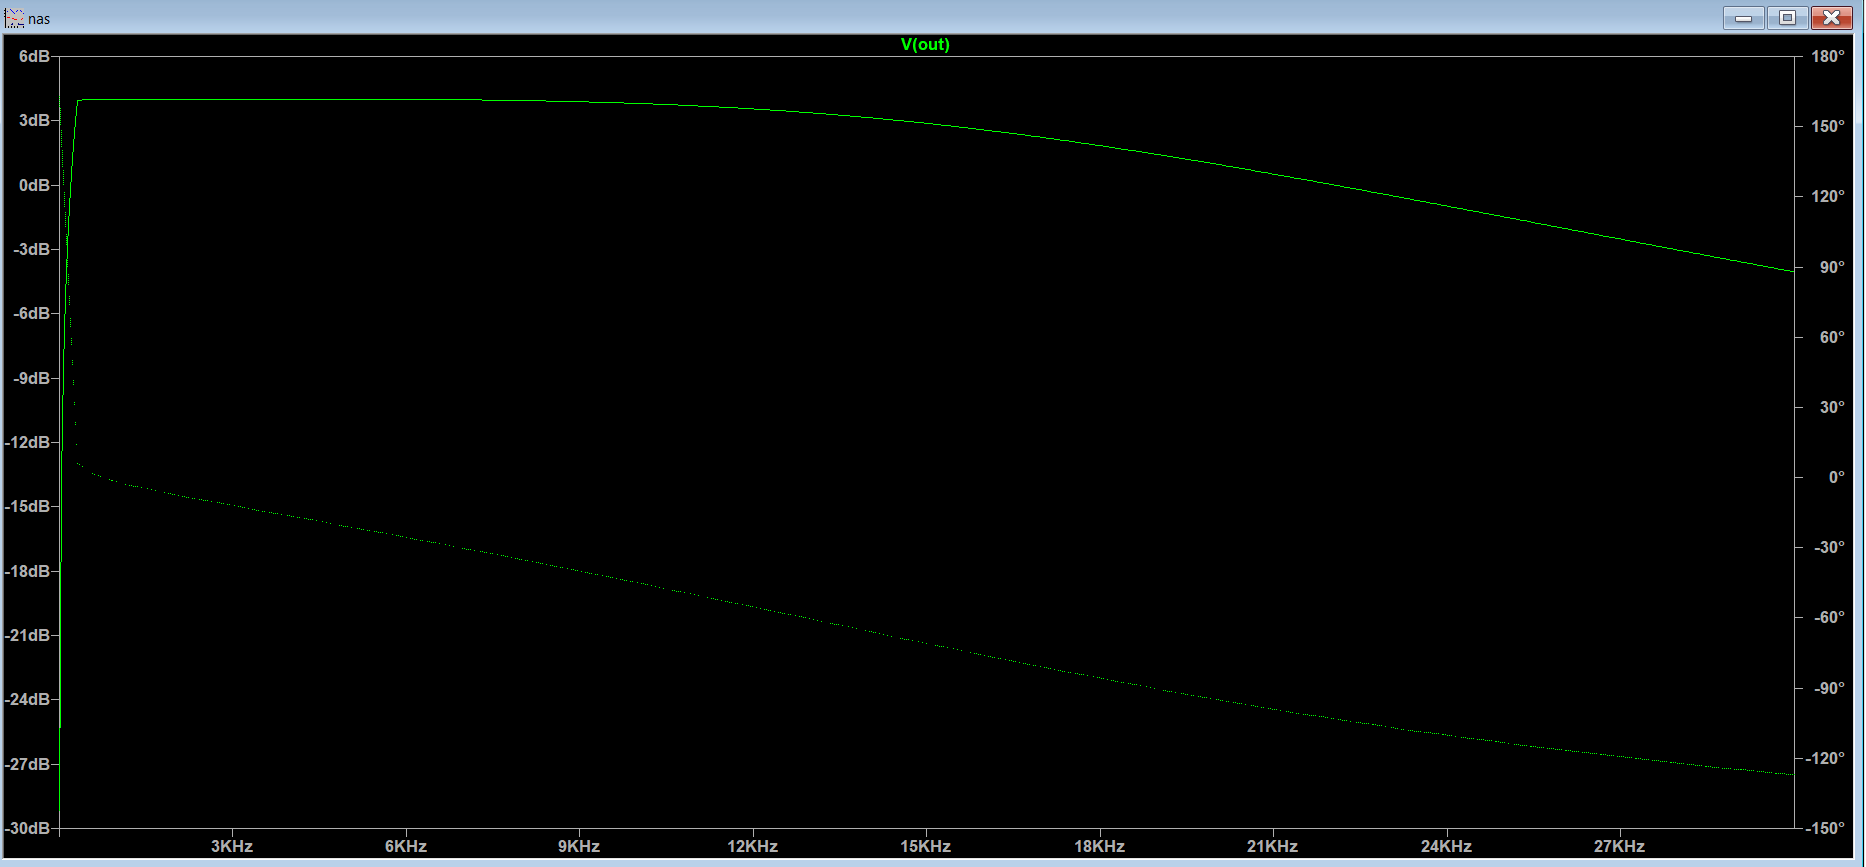 nas
V(out)
6dB
3dB
0dB
-3dB
-6dB
-9dB
-12dB
-15dB
-18dB
-21dB
-24dB
-27dB
-30dB
180°
150°
120°
90°
60°
30°
0°
-30°
-60°
-90°
-120°
-150°
3KHz 6KHz 9KHz 12KHz 15KHz 18KHz 21KHz 24KHz 27KHz